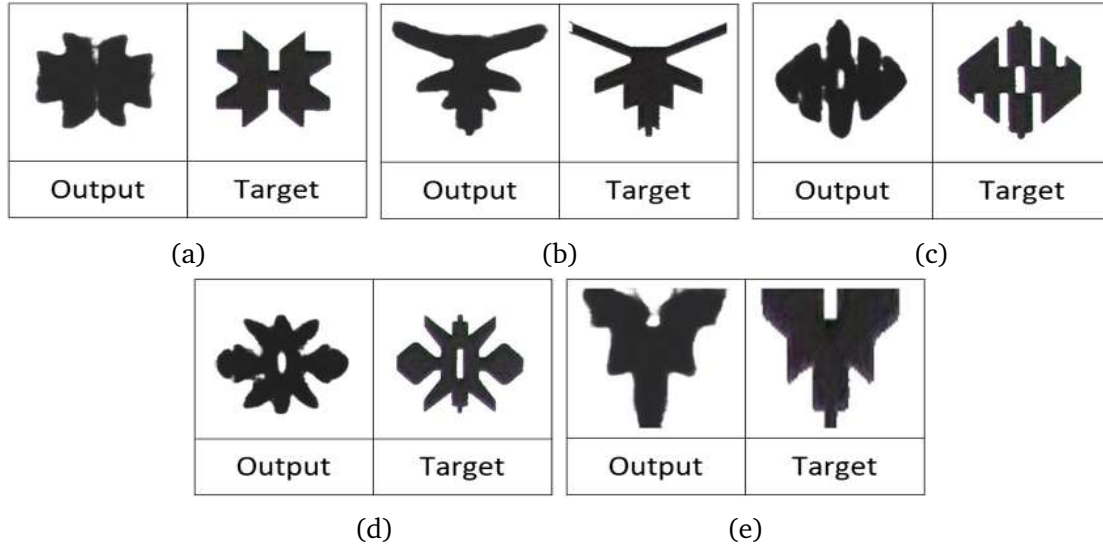 Output Target Output Target Output Target
(a) (b) (c)
Output Target Output Target
(d) (e)